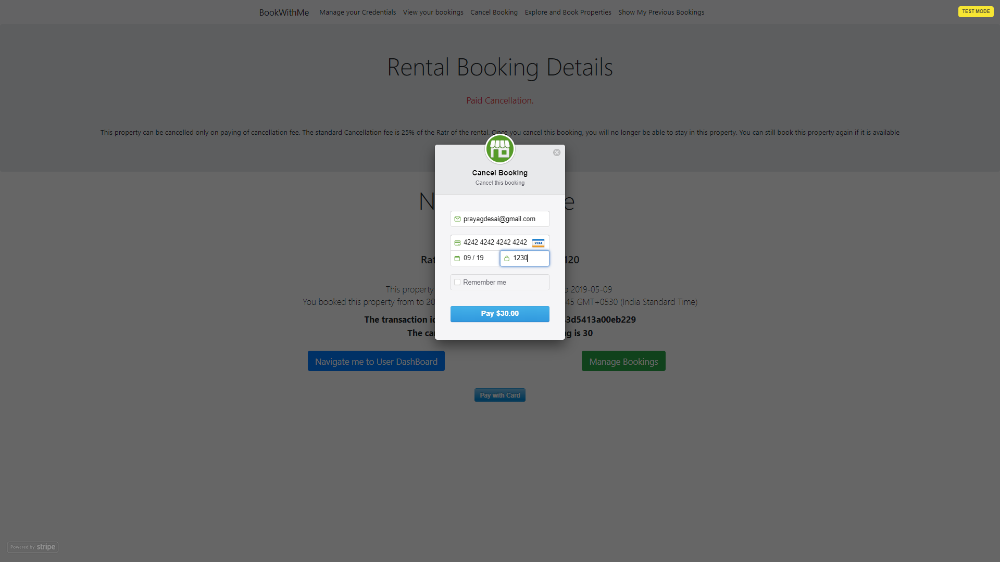 BookWithMe Manage your Credentials View your bookings Cancel Booking Explore and Book Properties Show My Previous Bookings
TEST MODE
Rental Booking Details
Paid Cancellation.
This property can be cancelled only on paying of cancellation fee. The standard Cancellation fee is 25% of the Ratr of the rental. Once you cancel this booking, you will no longer be able to stay in this property. You can still book this property again if it is available
Cancel Booking
Cancel this booking
N e
prayagdesai@gmail.com
4242 4242 4242 4242 VISA
09 / 19 1230
Rat 120
Remember me
This property o 2019-05-09
You booked this property from to 20 45 GMT+0530 (India Standard Time)
Pay $30.00
The transaction id 3d5413a00eb229
The ca g is 30
Navigate me to User DashBoard Manage Bookings
Pay with Card
Powered by stripe